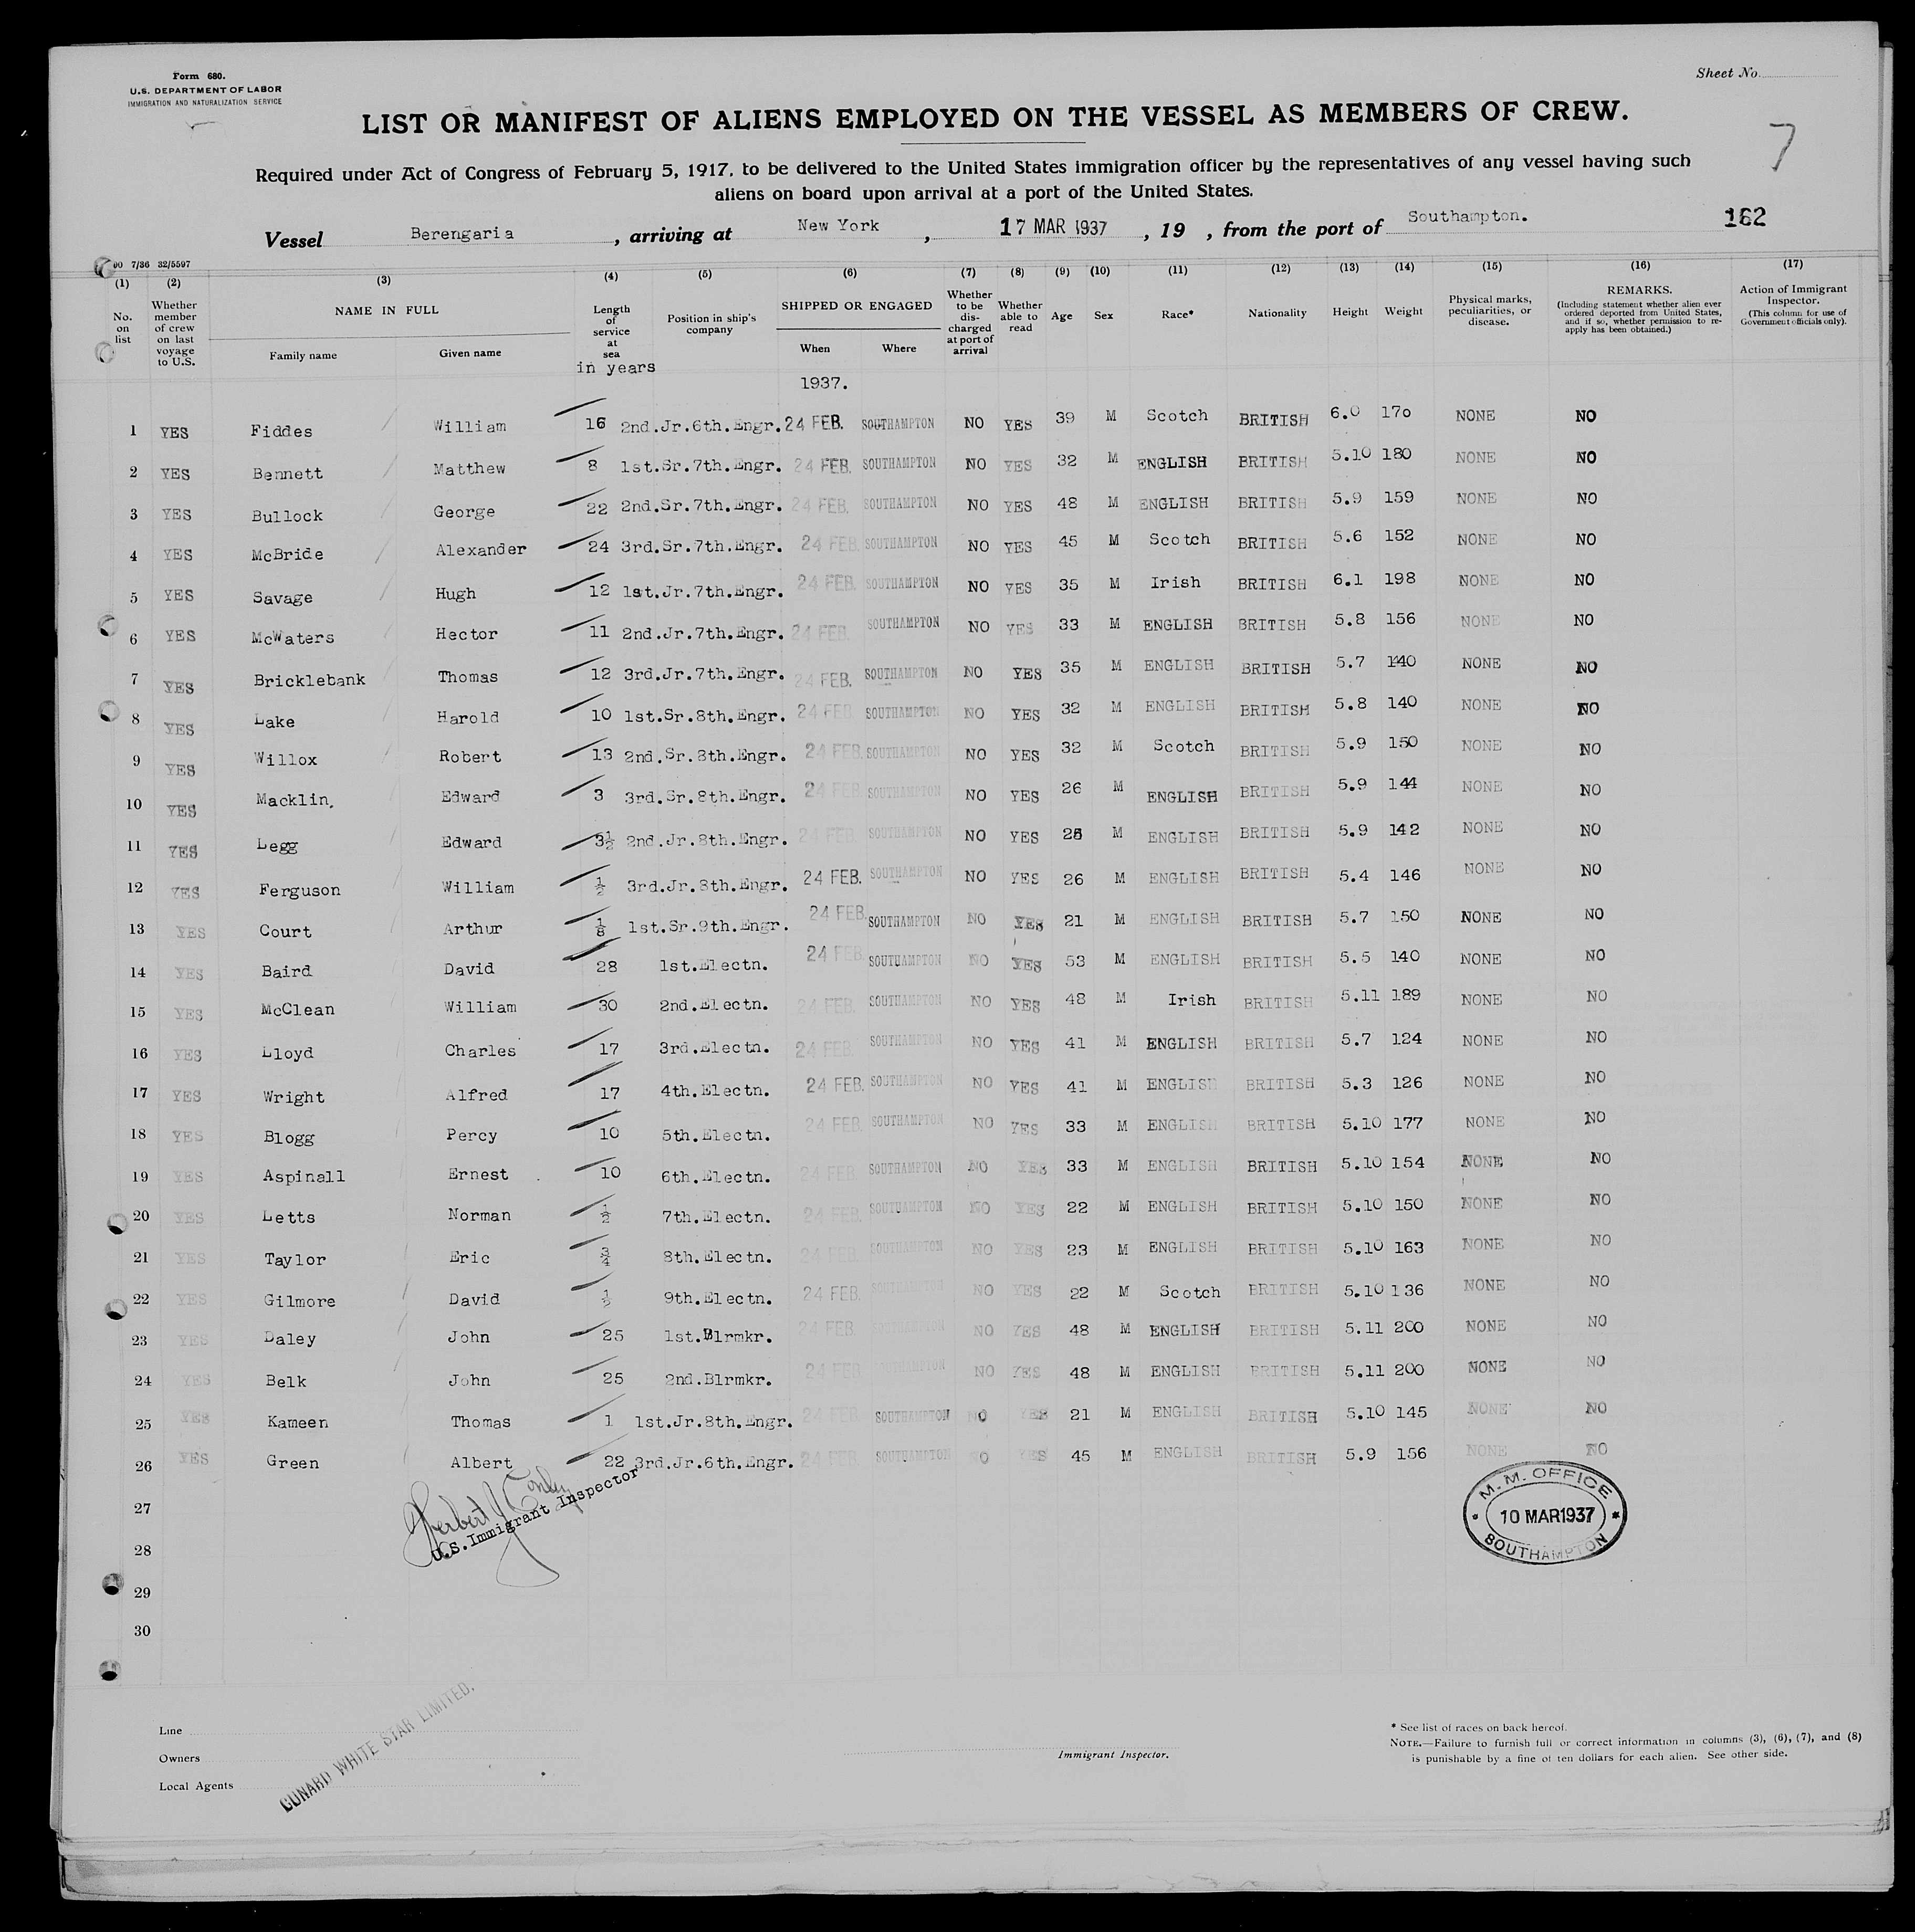 Form 680.
U.S. DEPARTMENT OF LABOR
IMMIGRATION AND NATURALIZATION SERVICE
Sheet No.
LIST OR MANIFEST OF ALIENS EMPLOYED ON THE VESSEL AS MEMBERS OF CREW.
7
Required under Act of Congress of February 5, 1917, to be delivered to the United States immigration officer by the representatives of any vessel having such
aliens on board upon arrival at a port of the United States.
Vessel Berengaria, arriving at New York, 17 MAR 1937, 19 , from the port of Southampton. 162
7/36 32/5597
(1) (2) (3) (4) (5) (6) (7) (8) (9) (10) (11) (12) (13) (14) (15) (16) (17)
No. on list Whether member of crew on last voyage to U.S. NAME IN FULL Family name Given name Length of service at sea in years Position in ship's company SHIPPED OR ENGAGED When Where Whether to be discharged at port of arrival Whether able to read Age Sex Race* Nationality Height Weight Physical marks, peculiarities, or disease. REMARKS. (Including statement whether alien ever ordered deported from United States, and if so, whether permission to re-apply has been obtained.) Action of Immigrant Inspector. (This column for use of Government officials only).
1937.
1 YES Fiddes William 16 2nd.Jr.6th.Engr. 24 FEB. SOUTHAMPTON NO YES 39 M Scotch BRITISH 6.0 170 NONE NO
2 YES Bennett Matthew 8 1st.Sr.7th.Engr. 24 FEB. SOUTHAMPTON NO YES 32 M ENGLISH BRITISH 5.10 180 NONE NO
3 YES Bullock George 22 2nd.Sr.7th.Engr. 24 FEB. SOUTHAMPTON NO YES 48 M ENGLISH BRITISH 5.9 159 NONE NO
4 YES McBride Alexander 24 3rd.Sr.7th.Engr. 24 FEB. SOUTHAMPTON NO YES 45 M Scotch BRITISH 5.6 152 NONE NO
5 YES Savage Hugh 12 1st.Jr.7th.Engr. 24 FEB. SOUTHAMPTON NO YES 35 M Irish BRITISH 6.1 198 NONE NO
6 YES McWaters Hector 11 2nd.Jr.7th.Engr. 24 FEB. SOUTHAMPTON NO YES 33 M ENGLISH BRITISH 5.8 156 NONE NO
7 YES Bricklebank Thomas 12 3rd.Jr.7th.Engr. 24 FEB. SOUTHAMPTON NO YES 35 M ENGLISH BRITISH 5.7 140 NONE NO
8 YES Lake Harold 10 1st.Sr.8th.Engr. 24 FEB. SOUTHAMPTON NO YES 32 M ENGLISH BRITISH 5.8 140 NONE NO
9 YES Willox Robert 13 2nd.Sr.8th.Engr. 24 FEB. SOUTHAMPTON NO YES 32 M Scotch BRITISH 5.9 150 NONE NO
10 YES Macklin, Edward 3 3rd.Sr.8th.Engr. 24 FEB. SOUTHAMPTON NO YES 26 M ENGLISH BRITISH 5.9 144 NONE NO
11 YES Legg Edward 3½ 2nd.Jr.8th.Engr. 24 FEB. SOUTHAMPTON NO YES M ENGLISH BRITISH 5.9 142 NONE NO
12 YES Ferguson William ½ 3rd.Jr.8th.Engr. 24 FEB. SOUTHAMPTON NO YES 26 M ENGLISH BRITISH 5.4 146 NONE NO
13 YES Court Arthur ⅛ 1st.Sr.9th.Engr. 24 FEB. SOUTHAMPTON NO YES 21 M ENGLISH BRITISH 5.7 150 NONE NO
14 YES Baird David 28 1st.Electn. 24 FEB. SOUTHAMPTON NO YES 53 M ENGLISH BRITISH 5.5 140 NONE NO
15 YES McClean William 30 2nd.Electn. 24 FEB. SOUTHAMPTON NO YES 48 M Irish BRITISH 5.11 189 NONE NO
16 YES Lloyd Charles 17 3rd.Electn. 24 FEB. SOUTHAMPTON NO YES 41 M ENGLISH BRITISH 5.7 124 NONE NO
17 YES Wright Alfred 17 4th.Electn. 24 FEB. SOUTHAMPTON NO YES 41 M ENGLISH BRITISH 5.3 126 NONE NO
18 YES Blogg Percy 10 5th.Electn. 24 FEB. SOUTHAMPTON NO YES 33 M ENGLISH BRITISH 5.10 177 NONE NO
19 YES Aspinall Ernest 10 6th.Electn. 24 FEB. SOUTHAMPTON NO YES 33 M ENGLISH BRITISH 5.10 154 NONE NO
20 YES Letts Norman ½ 7th.Electn. 24 FEB. SOUTHAMPTON NO YES 22 M ENGLISH BRITISH 5.10 150 NONE NO
21 YES Taylor Eric ¾ 8th.Electn. 24 FEB. SOUTHAMPTON NO YES 23 M ENGLISH BRITISH 5.10 163 NONE NO
22 YES Gilmore David ½ 9th.Electn. 24 FEB. SOUTHAMPTON NO YES 22 M Scotch BRITISH 5.10 136 NONE NO
23 YES Daley John 25 1st.Blrmkr. 24 FEB. SOUTHAMPTON NO YES 48 M ENGLISH BRITISH 5.11 200 NONE NO
24 YES Belk John 25 2nd.Blrmkr. 24 FEB SOUTHAMPTON NO YES 48 M ENGLISH BRITISH 5.11 200 NONE NO
25 YES Kameen Thomas 1 1st.Jr.8th.Engr. 24 FEB. SOUTHAMPTON NO YES 21 M ENGLISH BRITISH 5.10 145 NONE NO
26 YES Green Albert 22 3rd.Jr.6th.Engr. 24 FEB. SOUTHAMPTON NO YES 45 M ENGLISH BRITISH 5.9 156 NONE NO
27
28
29
30
Herbert J
U.S.Immigrant Inspector
M.M. OFFICE
10 MAR 1937
SOUTHAMPTON
Line
Owners
Local Agents
CUNARD WHITE STAR LIMITED.
Immigrant Inspector.
* See list of races on back hereof.
NOTE.—Failure to furnish full or correct information in columns (3), (6), (7), and (8)
is punishable by a fine of ten dollars for each alien. See other side.